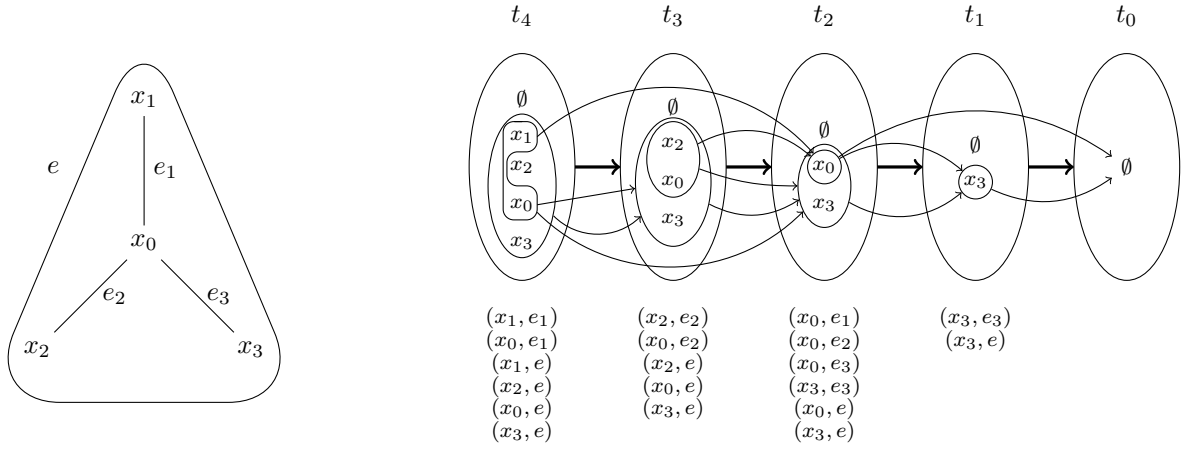 x₁
e
e₁
x₀
e₂
e₃
x₂
x₃
t₄ t₃ t₂ t₁ t₀
∅ ∅ ∅ ∅ ∅
x₁
x₂
x₀
x₃
x₂
x₀
x₃
x₀
x₃
x₃
(x₁, e₁)
(x₀, e₁)
(x₁, e)
(x₂, e)
(x₀, e)
(x₃, e)
(x₂, e₂)
(x₀, e₂)
(x₂, e)
(x₀, e)
(x₃, e)
(x₀, e₁)
(x₀, e₂)
(x₀, e₃)
(x₃, e₃)
(x₀, e)
(x₃, e)
(x₃, e₃)
(x₃, e)